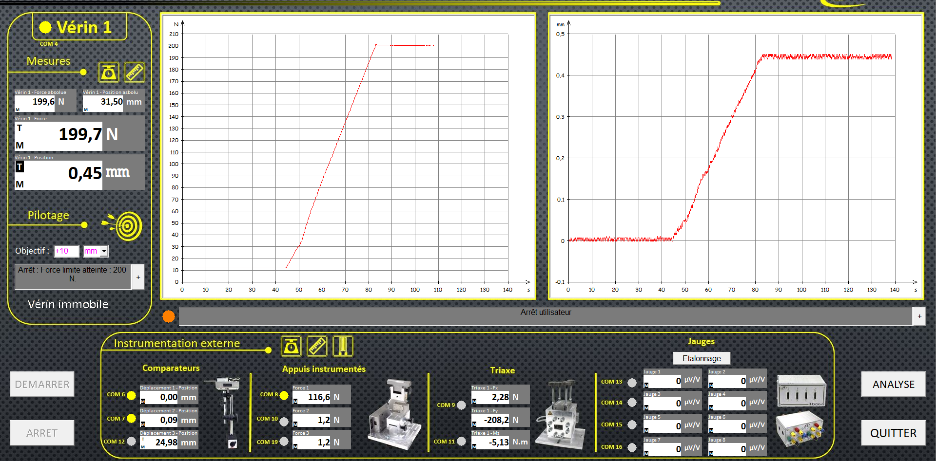 Vérin 1
COM 4
Mesures
Vérin 1 - Force absolue
199,6 N
M
Vérin 1 - Position absolu
31,50 mm
M
Vérin 1 - Force
T
199,7 N
M
Vérin 1 - Position
T
0,45 mm
M
Pilotage
Objectif : +10 mm
Arrêt : Force limite atteinte : 200
N
+
Vérin immobile
N
210
200
190
180
170
160
150
140
130
120
110
100
90
80
70
60
50
40
30
20
10
0
0 10 20 30 40 50 60 70 80 90 100 110 120 130 140 s
mm
0,5
0,4
0,3
0,2
0,1
0
-0,1
0 10 20 30 40 50 60 70 80 90 100 110 120 130 140 s
Arrêt utilisateur
+
Instrumentation externe
Comparateurs
COM 6
Déplacement 1 - Position
0,00 mm
COM 7
Déplacement 2 - Position
0,09 mm
COM 12
Déplacement 3 - Position
24,98 mm
Appuis instrumentés
COM 8
Force 1
116,6 N
COM 10
Force 2
1,2 N
COM 19
Force 3
1,2 N
Triaxe
COM 9
Triaxe 1 - Fx
2,28 N
Triaxe 1 - Fy
-208,2 N
COM 11
Triaxe 1 - Mz
-5,13 N.m
Jauges
Etalonnage
COM 13
Jauge 1
0 µV/V
Jauge 2
0 µV/V
COM 14
Jauge 3
0 µV/V
Jauge 4
0 µV/V
COM 15
Jauge 5
0 µV/V
Jauge 6
0 µV/V
COM 16
Jauge 7
0 µV/V
Jauge 8
0 µV/V
DEMARRER
ARRET
ANALYSE
QUITTER